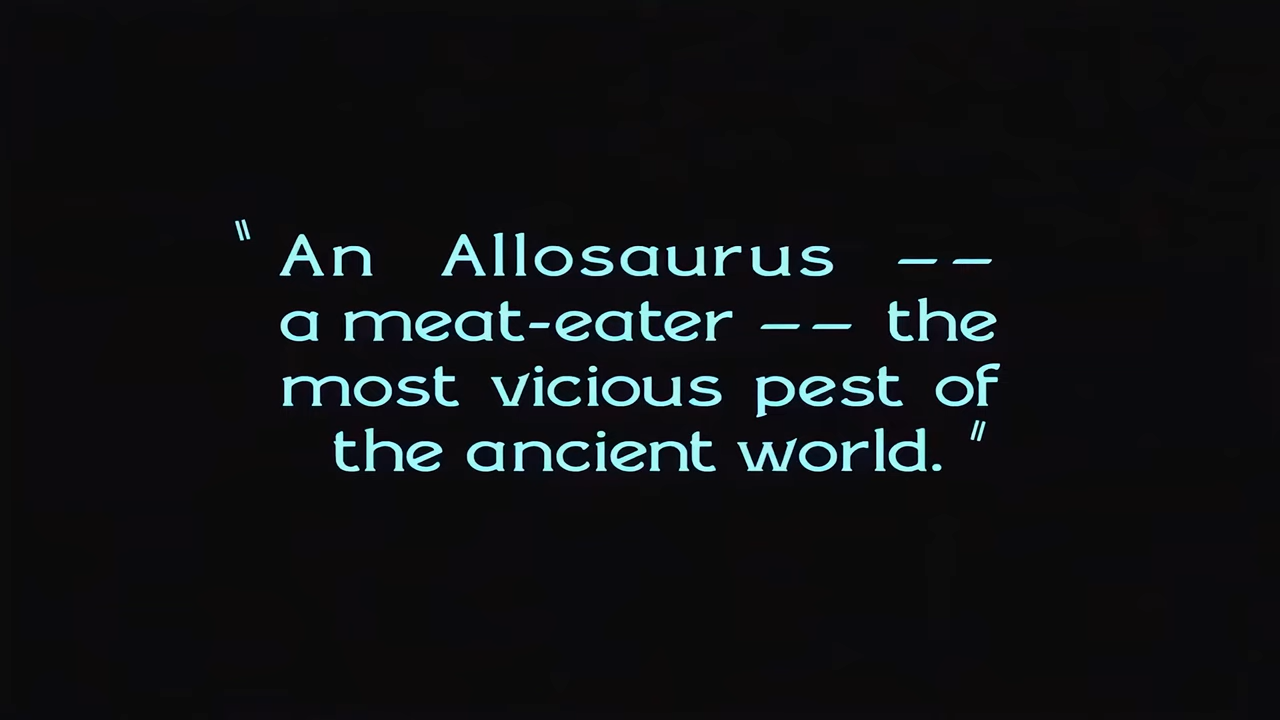 " An Allosaurus --
a meat-eater -- the
most vicious pest of
the ancient world. "